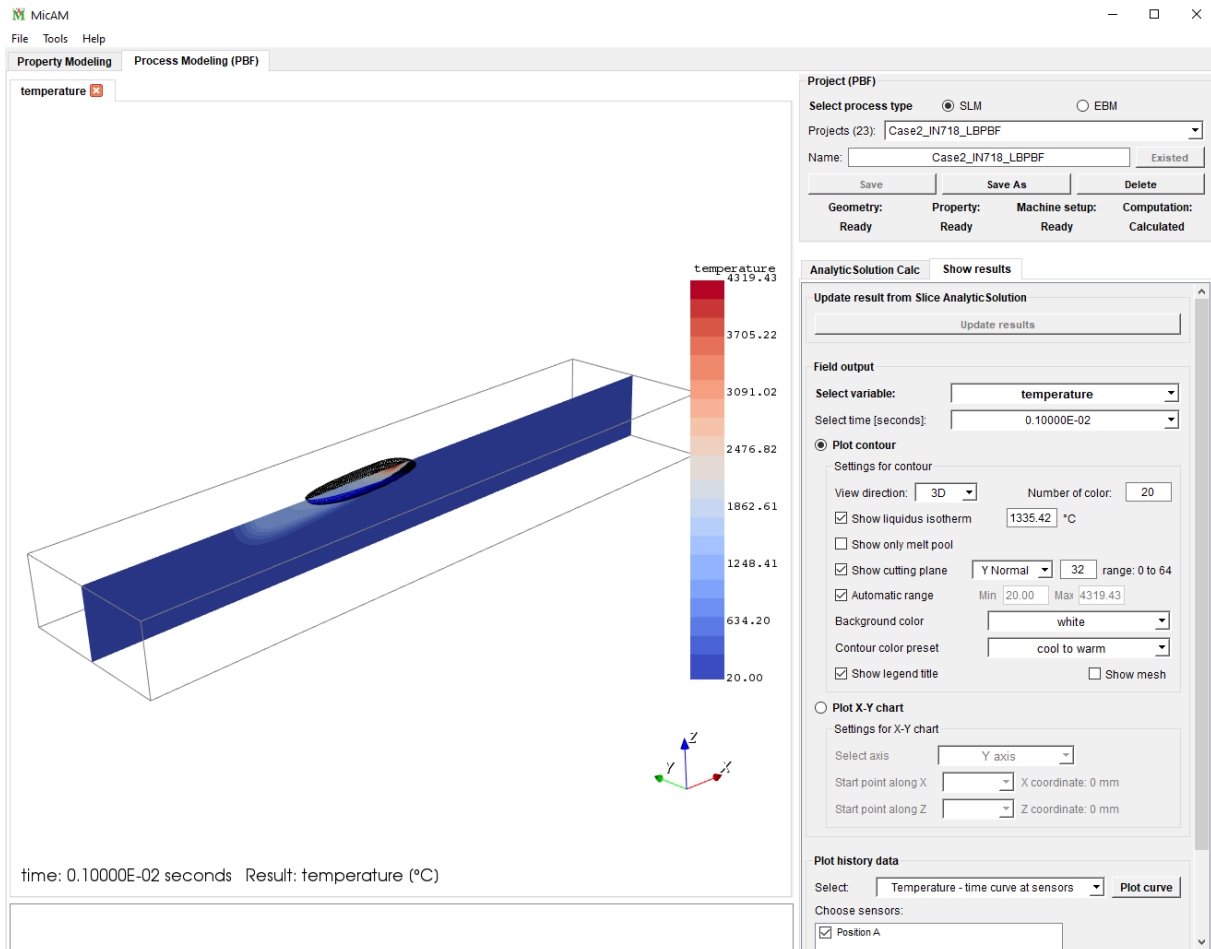 MicAM
File Tools Help
Property Modeling Process Modeling (PBF)
temperature
temperature
4319.43
3705.22
3091.02
2476.82
1862.61
1248.41
634.20
20.00
Z
Y X
time: 0.10000E-02 seconds Result: temperature (°C)
Project (PBF)
Select process type SLM EBM
Projects (23): Case2_IN718_LBPBF
Name: Case2_IN718_LBPBF Existed
Save Save As Delete
Geometry: Property: Machine setup: Computation:
Ready Ready Ready Calculated
AnalyticSolution Calc Show results
Update result from Slice AnalyticSolution
Update results
Field output
Select variable: temperature
Select time [seconds]: 0.10000E-02
Plot contour
Settings for contour
View direction: 3D Number of color: 20
Show liquidus isotherm 1335.42 °C
Show only melt pool
Show cutting plane Y Normal 32 range: 0 to 64
Automatic range Min 20.00 Max 4319.43
Background color white
Contour color preset cool to warm
Show legend title Show mesh
Plot X-Y chart
Settings for X-Y chart
Select axis Y axis
Start point along X X coordinate: 0 mm
Start point along Z Z coordinate: 0 mm
Plot history data
Select: Temperature - time curve at sensors Plot curve
Choose sensors:
Position A